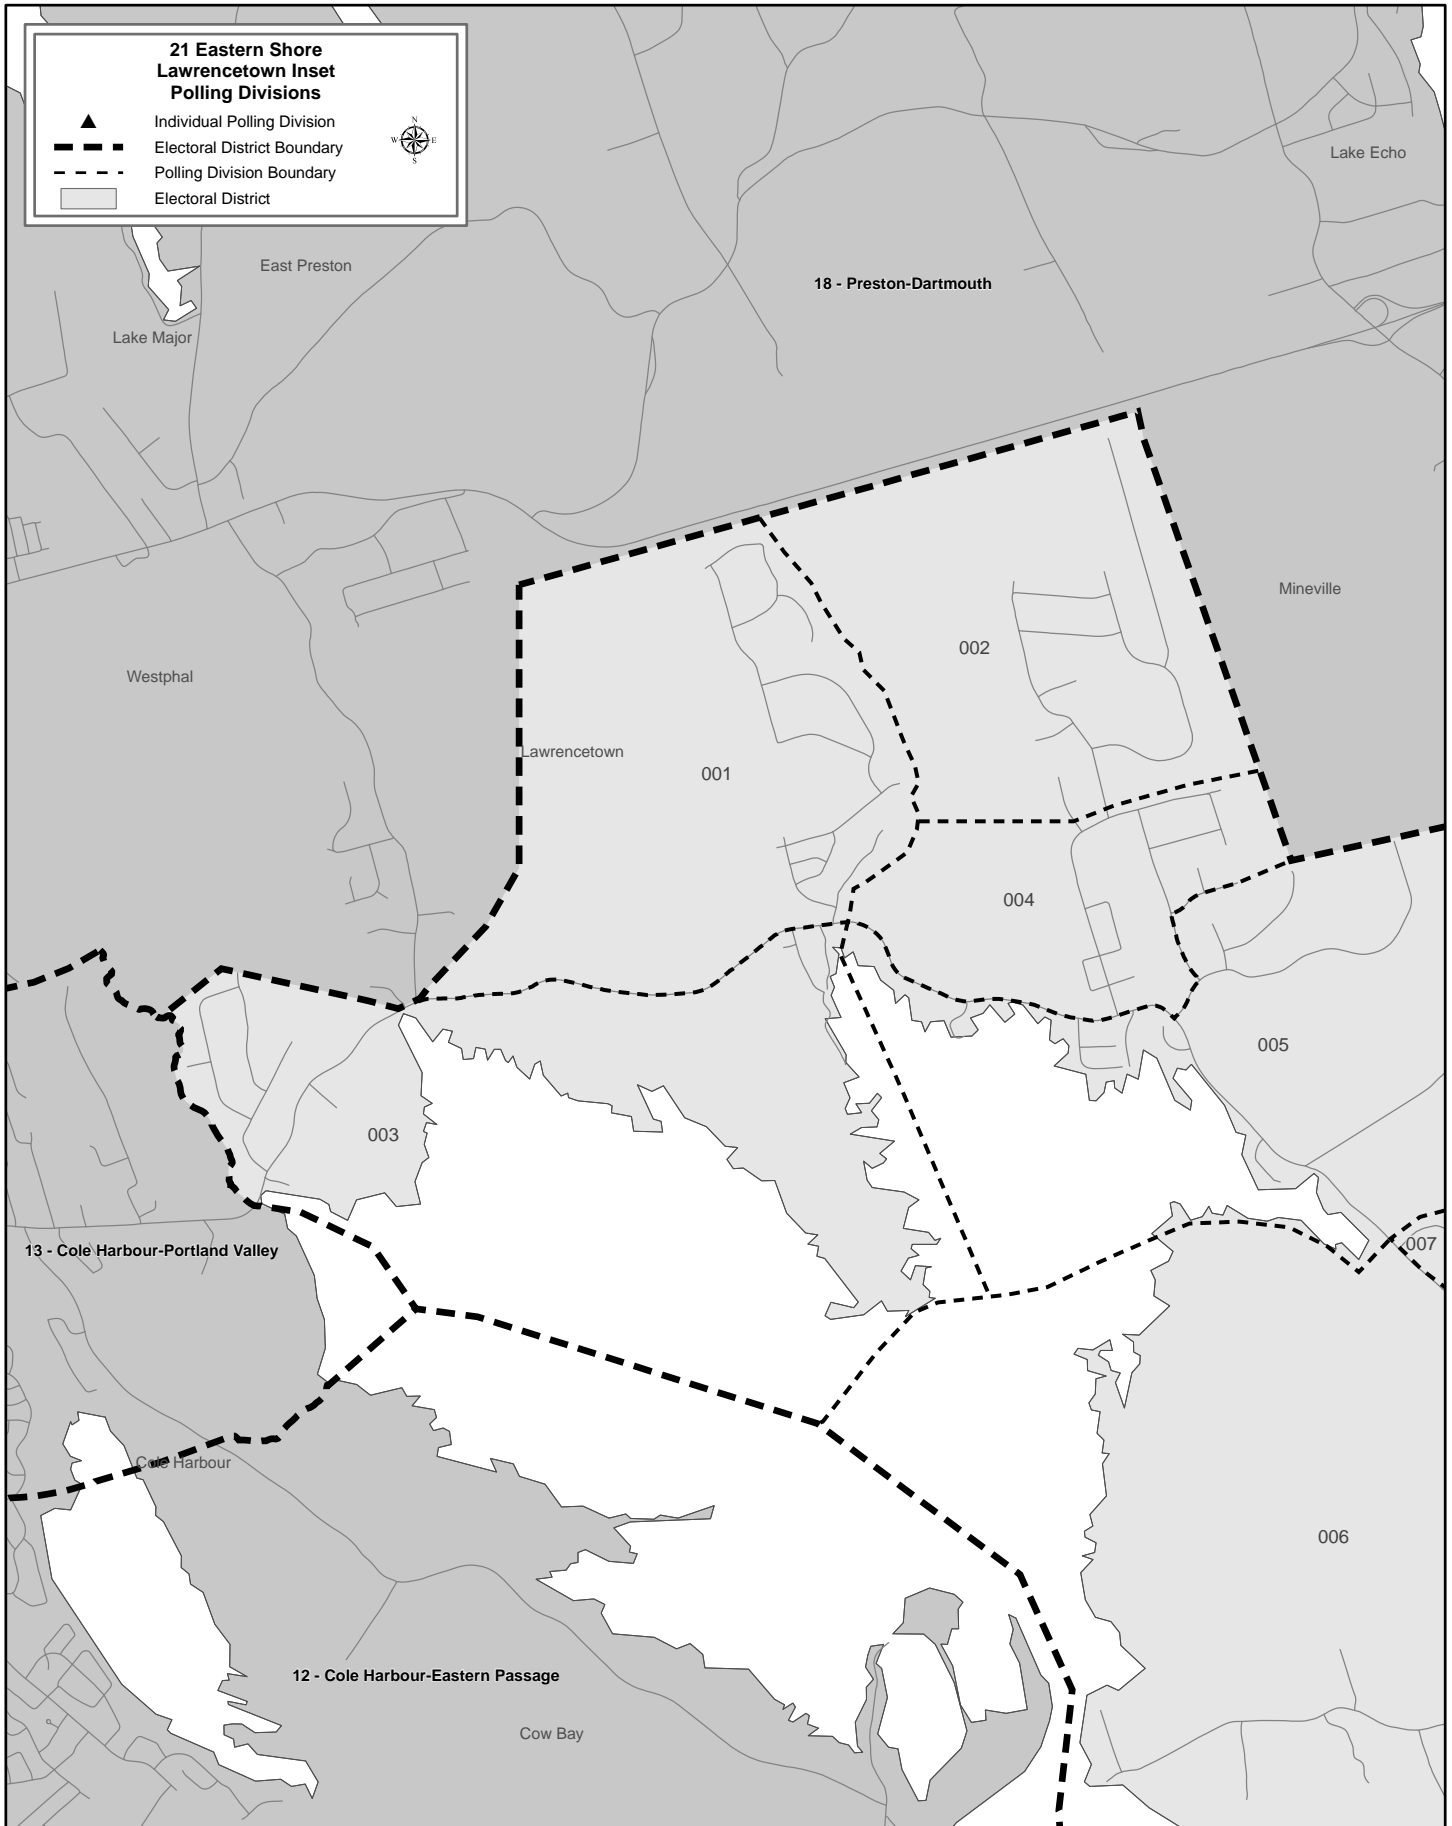 21 Eastern Shore
Lawrencetown Inset
Polling Divisions
Individual Polling Division
Electoral District Boundary
Polling Division Boundary
Electoral District
N
W E
S
Lake Echo
East Preston
18 - Preston-Dartmouth
Lake Major
Mineville
002
Westphal
Lawrencetown
001
004
005
003
007
13 - Cole Harbour-Portland Valley
Cole Harbour
006
12 - Cole Harbour-Eastern Passage
Cow Bay